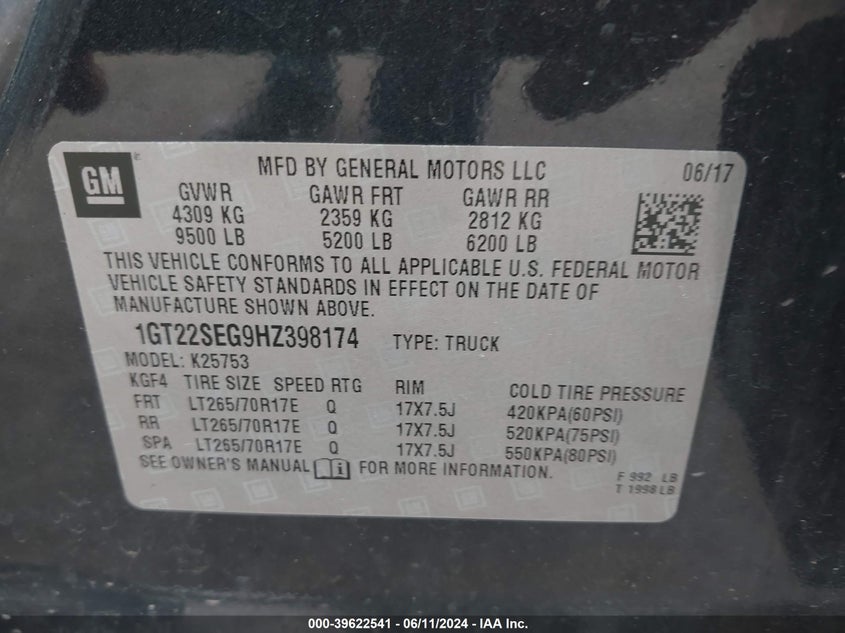 GM
MFD BY GENERAL MOTORS LLC 06/17
GVWR GAWR FRT GAWR RR
4309 KG 2359 KG 2812 KG
9500 LB 5200 LB 6200 LB
THIS VEHICLE CONFORMS TO ALL APPLICABLE U.S. FEDERAL MOTOR
VEHICLE SAFETY STANDARDS IN EFFECT ON THE DATE OF
MANUFACTURE SHOWN ABOVE.
1GT22SEG9HZ398174 TYPE: TRUCK
MODEL: K25753
KGF4 TIRE SIZE SPEED RTG RIM COLD TIRE PRESSURE
FRT LT265/70R17E Q 17X7.5J 420KPA(60PSI)
RR LT265/70R17E Q 17X7.5J 520KPA(75PSI)
SPA LT265/70R17E Q 17X7.5J 550KPA(80PSI)
SEE OWNER'S MANUAL FOR MORE INFORMATION.
F 992 LB
T 1998 LB
000-39622541 - 06/11/2024 - IAA Inc.